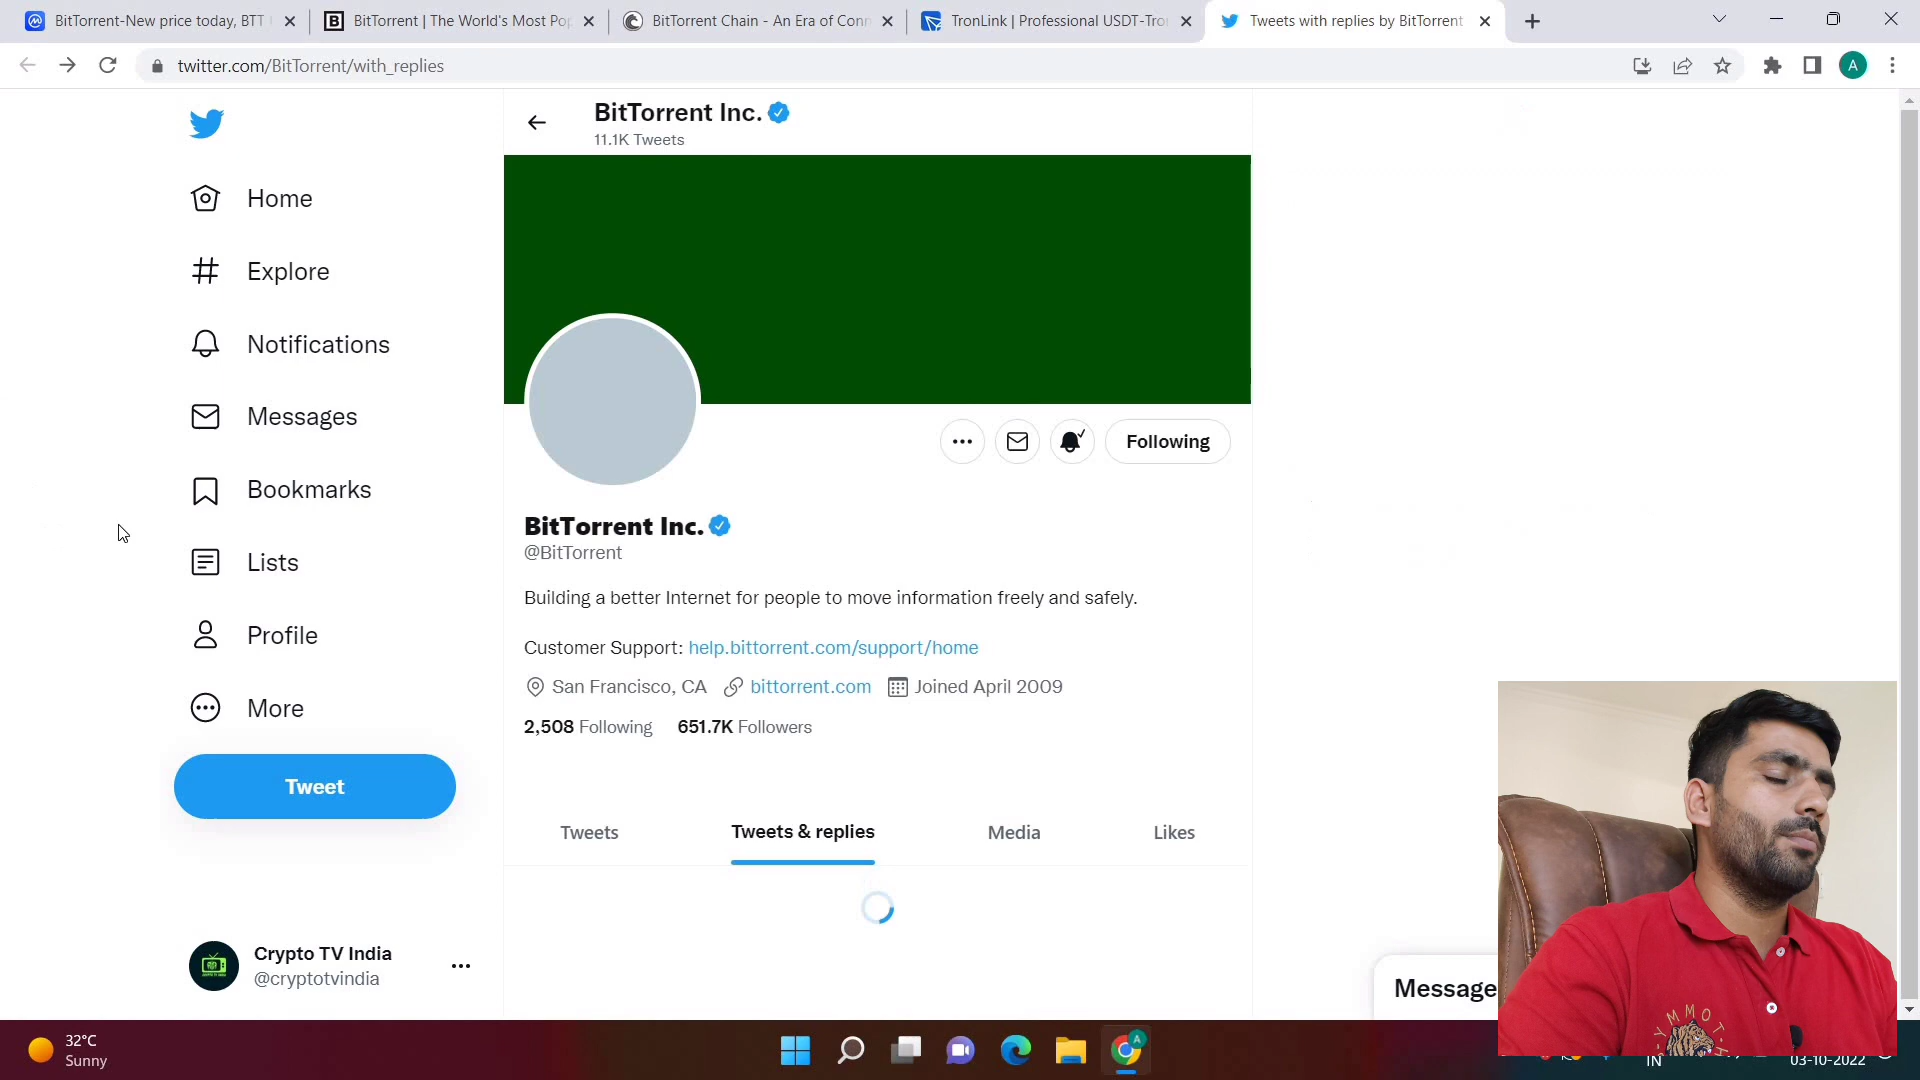 BitTorrent-New price today, BTT
BitTorrent | The World's Most Pop
BitTorrent Chain - An Era of Conn
TronLink | Professional USDT-Tro
Tweets with replies by BitTorrent
twitter.com/BitTorrent/with_replies
A
BitTorrent Inc.
11.1K Tweets
Home
Explore
Notifications
Messages
Bookmarks
Lists
Profile
More
Tweet
Crypto TV India
@cryptotvindia
Following
BitTorrent Inc.
@BitTorrent
Building a better Internet for people to move information freely and safely.
Customer Support: help.bittorrent.com/support/home
San Francisco, CA bittorrent.com Joined April 2009
2,508 Following 651.7K Followers
Tweets Tweets & replies Media Likes
Message
32°C
Sunny
IN
03-10-2022